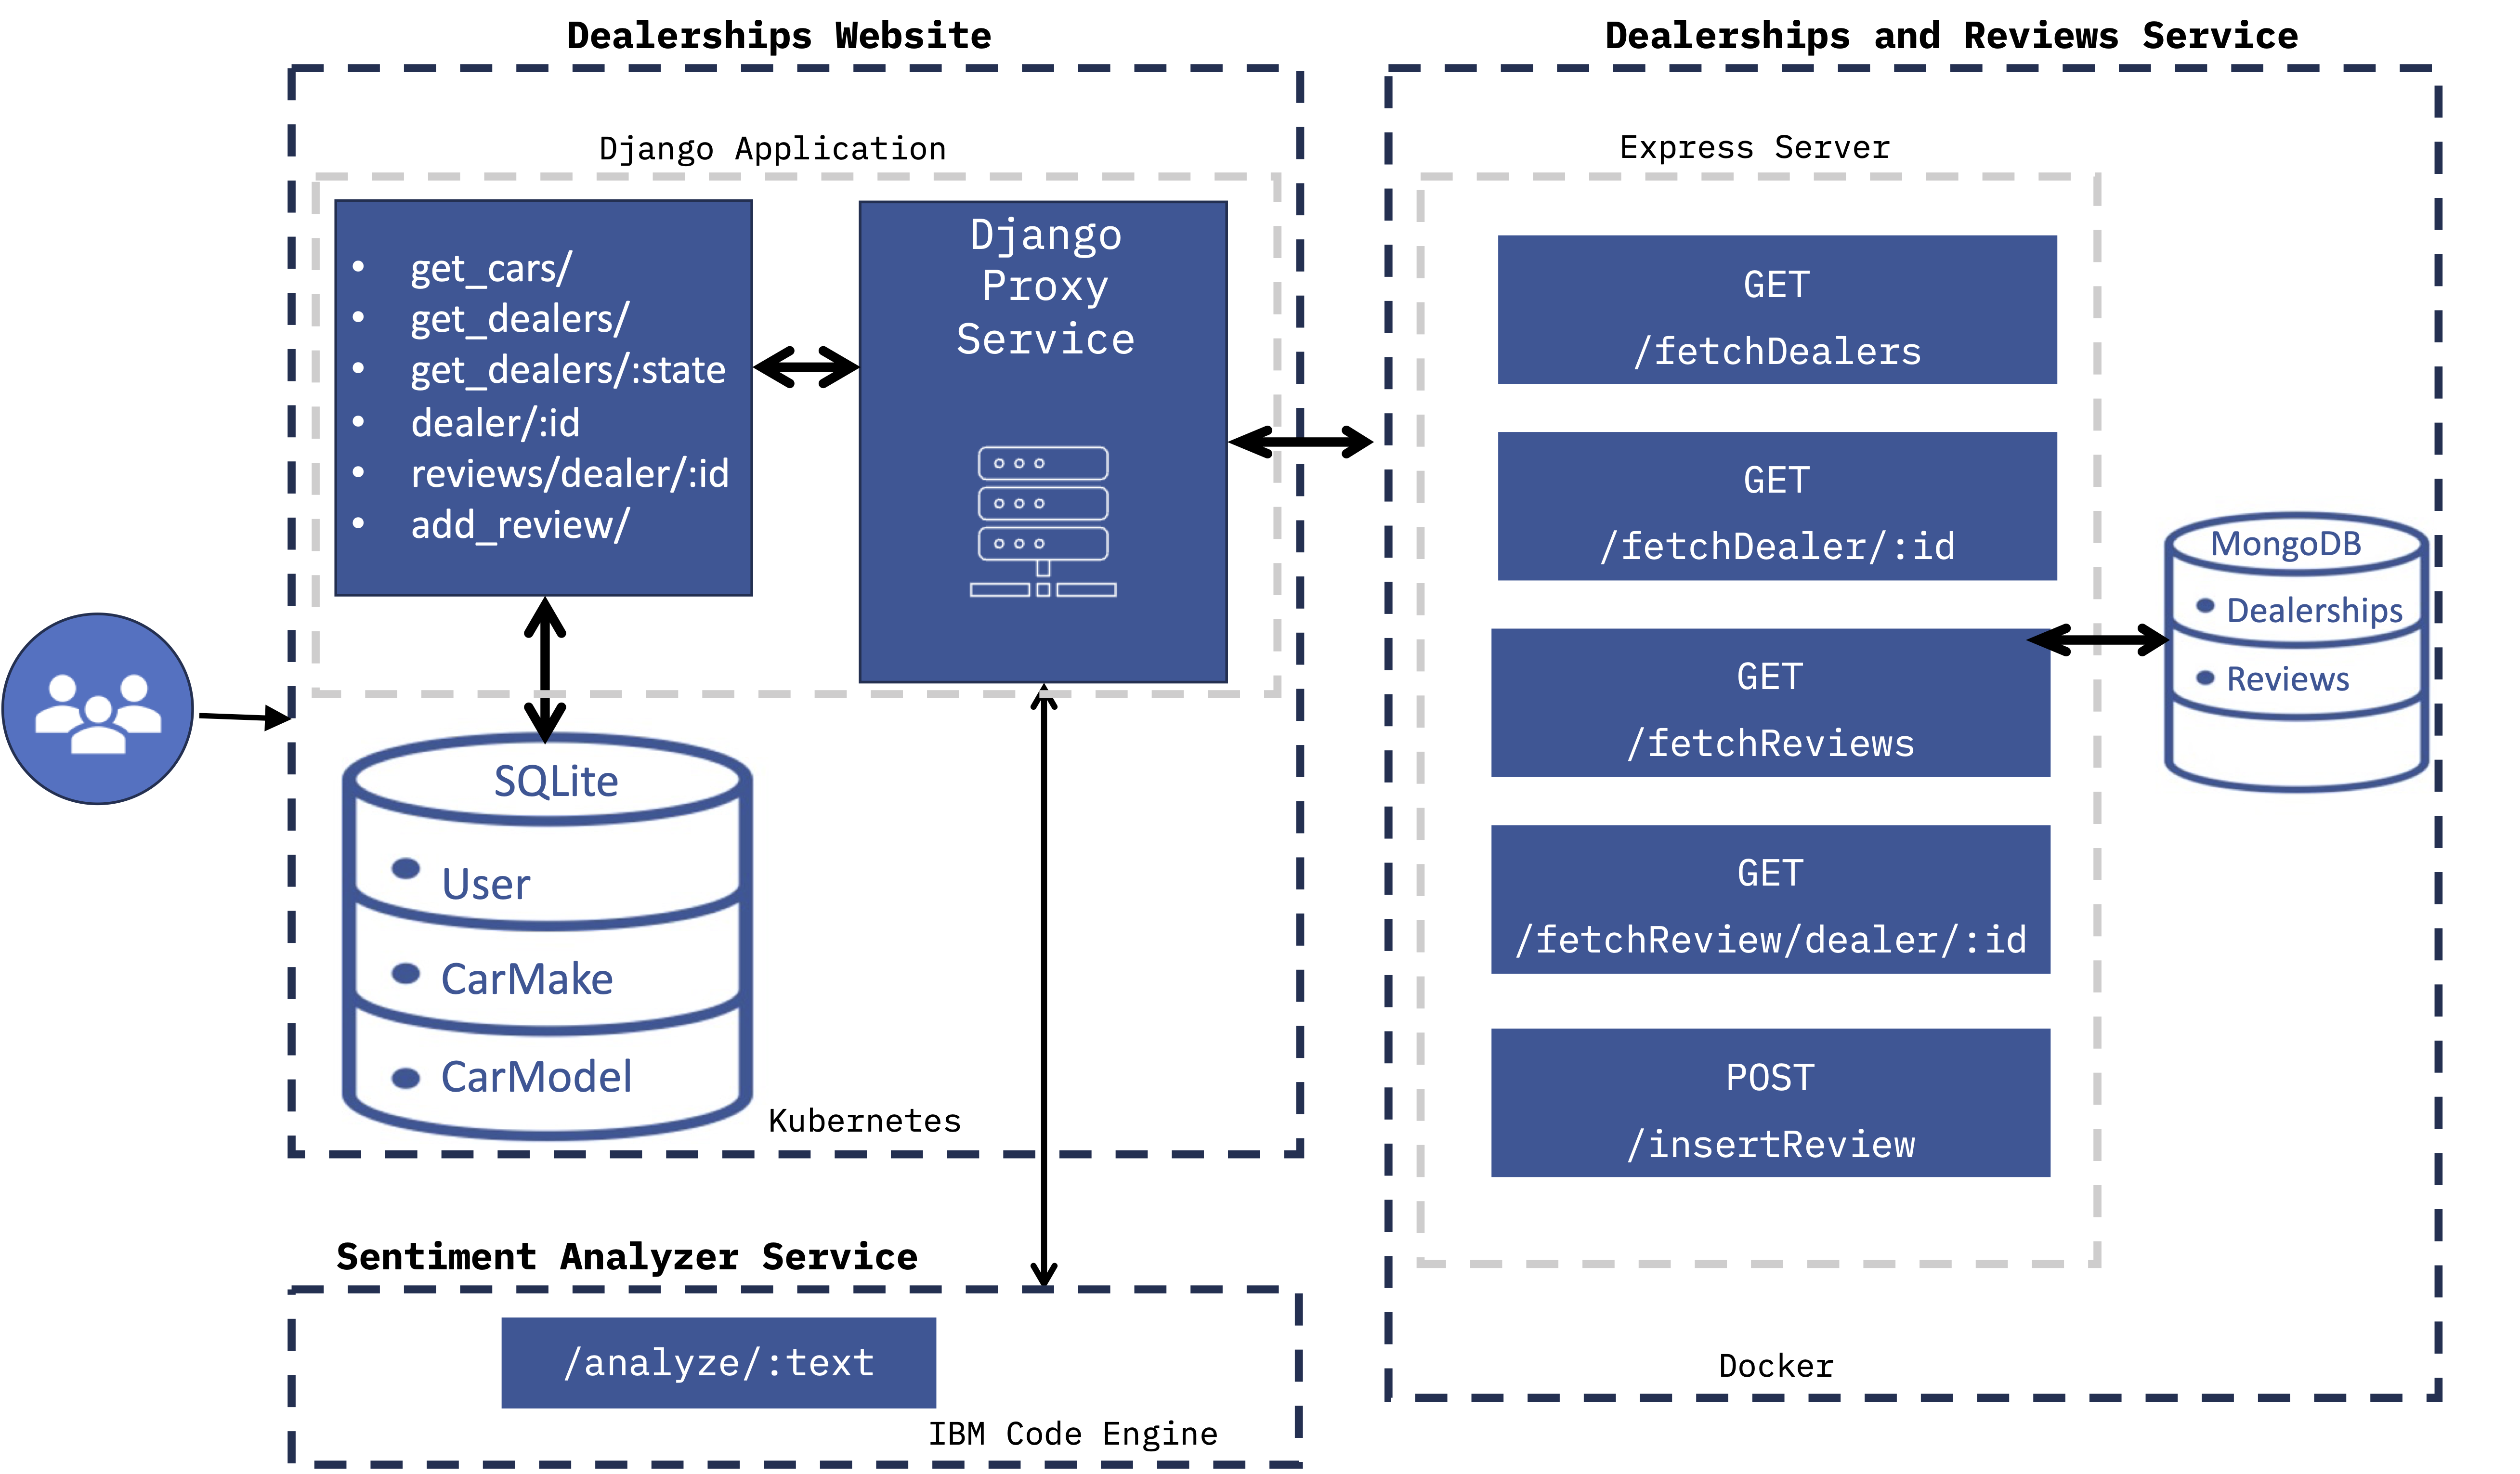 Dealerships Website
Django Application
• get_cars/
• get_dealers/
• get_dealers/:state
• dealer/:id
• reviews/dealer/:id
• add_review/
Django
Proxy
Service
SQLite
• User
• CarMake
• CarModel
Kubernetes
Sentiment Analyzer Service
/analyze/:text
IBM Code Engine
Dealerships and Reviews Service
Express Server
GET
/fetchDealers
GET
/fetchDealer/:id
GET
/fetchReviews
GET
/fetchReview/dealer/:id
POST
/insertReview
MongoDB
• Dealerships
• Reviews
Docker